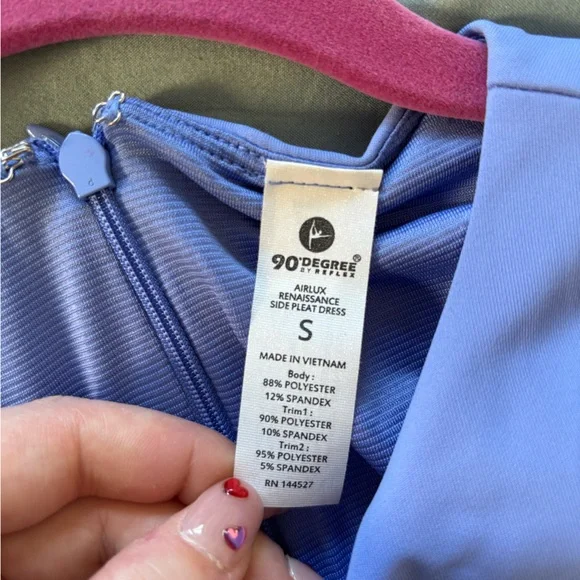 90°DEGREE®
BY REFLEX
AIRLUX
RENAISSANCE
SIDE PLEAT DRESS
S
MADE IN VIETNAM
Body :
88% POLYESTER
12% SPANDEX
Trim1 :
90% POLYESTER
10% SPANDEX
Trim2 :
95% POLYESTER
5% SPANDEX
RN 144527